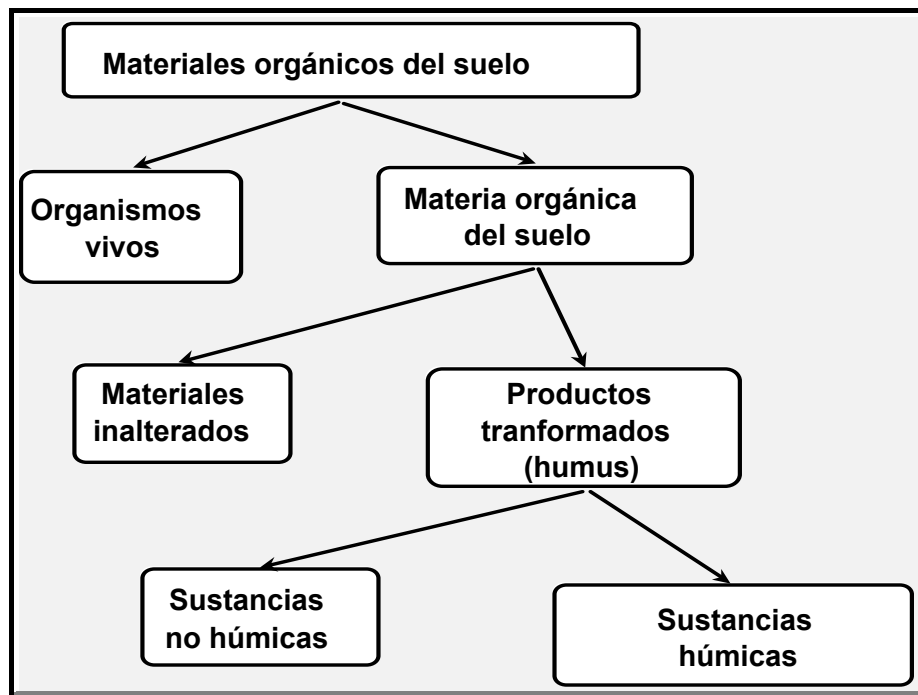 Materiales orgánicos del suelo
Organismos
vivos
Materia orgánica
del suelo
Materiales
inalterados
Productos
tranformados
(humus)
Sustancias
no húmicas
Sustancias
húmicas